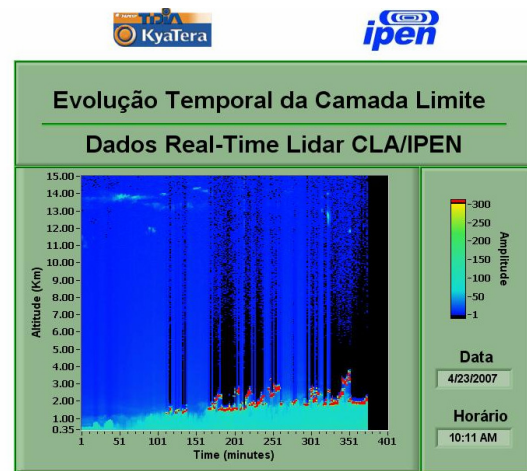 TIDIA
KyaTera
ipen
Evolução Temporal da Camada Limite
Dados Real-Time Lidar CLA/IPEN
15.00
14.00
13.00
12.00
11.00
10.00
9.00
8.00
7.00
6.00
5.00
4.00
3.00
2.00
1.00
0.35
Altitude (Km)
1 51 101 151 201 251 301 351 401
Time (minutes)
300
250
200
150
100
50
1
Amplitude
Data
4/23/2007
Horário
10:11 AM